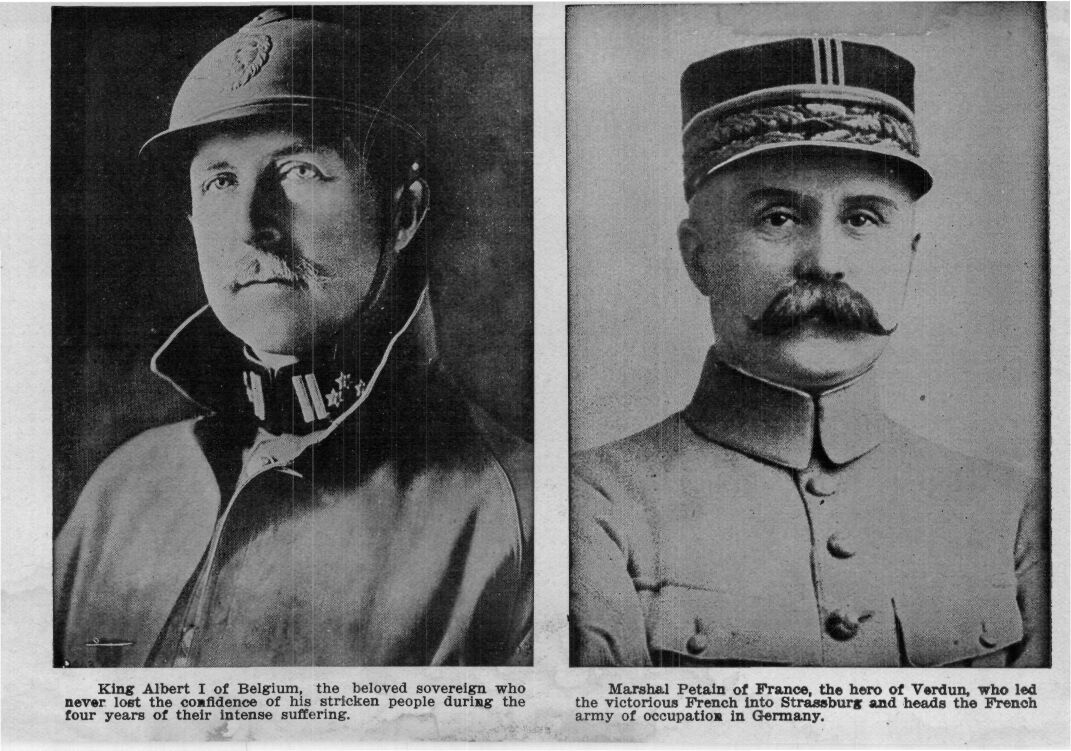 King Albert I of Belgium, the beloved sovereign who
never lost the confidence of his stricken people during the
four years of their intense suffering.
Marshal Petain of France, the hero of Verdun, who led
the victorious French into Strassburg and heads the French
army of occupation in Germany.